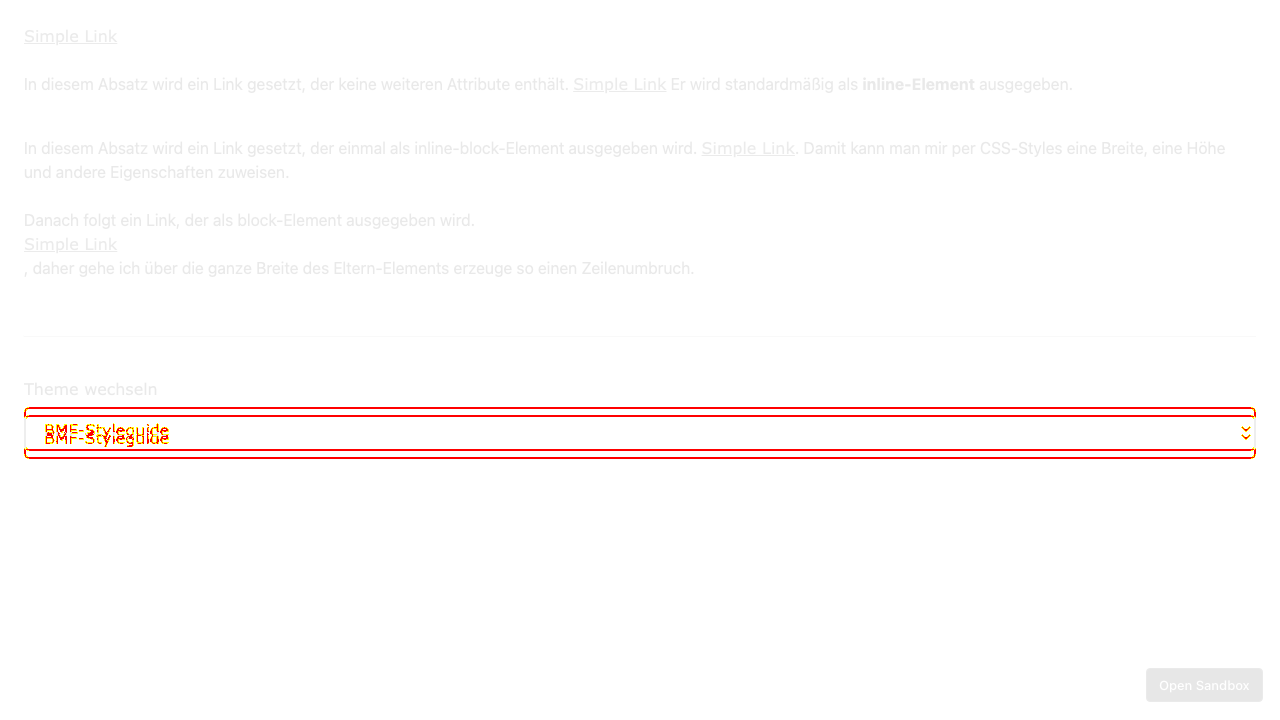 Simple Link
In diesem Absatz wird ein Link gesetzt, der keine weiteren Attribute enthält. Simple Link Er wird standardmäßig als inline-Element ausgegeben.
In diesem Absatz wird ein Link gesetzt, der einmal als inline-block-Element ausgegeben wird. Simple Link. Damit kann man mir per CSS-Styles eine Breite, eine Höhe
und andere Eigenschaften zuweisen.
Danach folgt ein Link, der als block-Element ausgegeben wird.
Simple Link
, daher gehe ich über die ganze Breite des Eltern-Elements erzeuge so einen Zeilenumbruch.
Theme wechseln
BMF-Styleguide
BMF-Styleguide
Open Sandbox